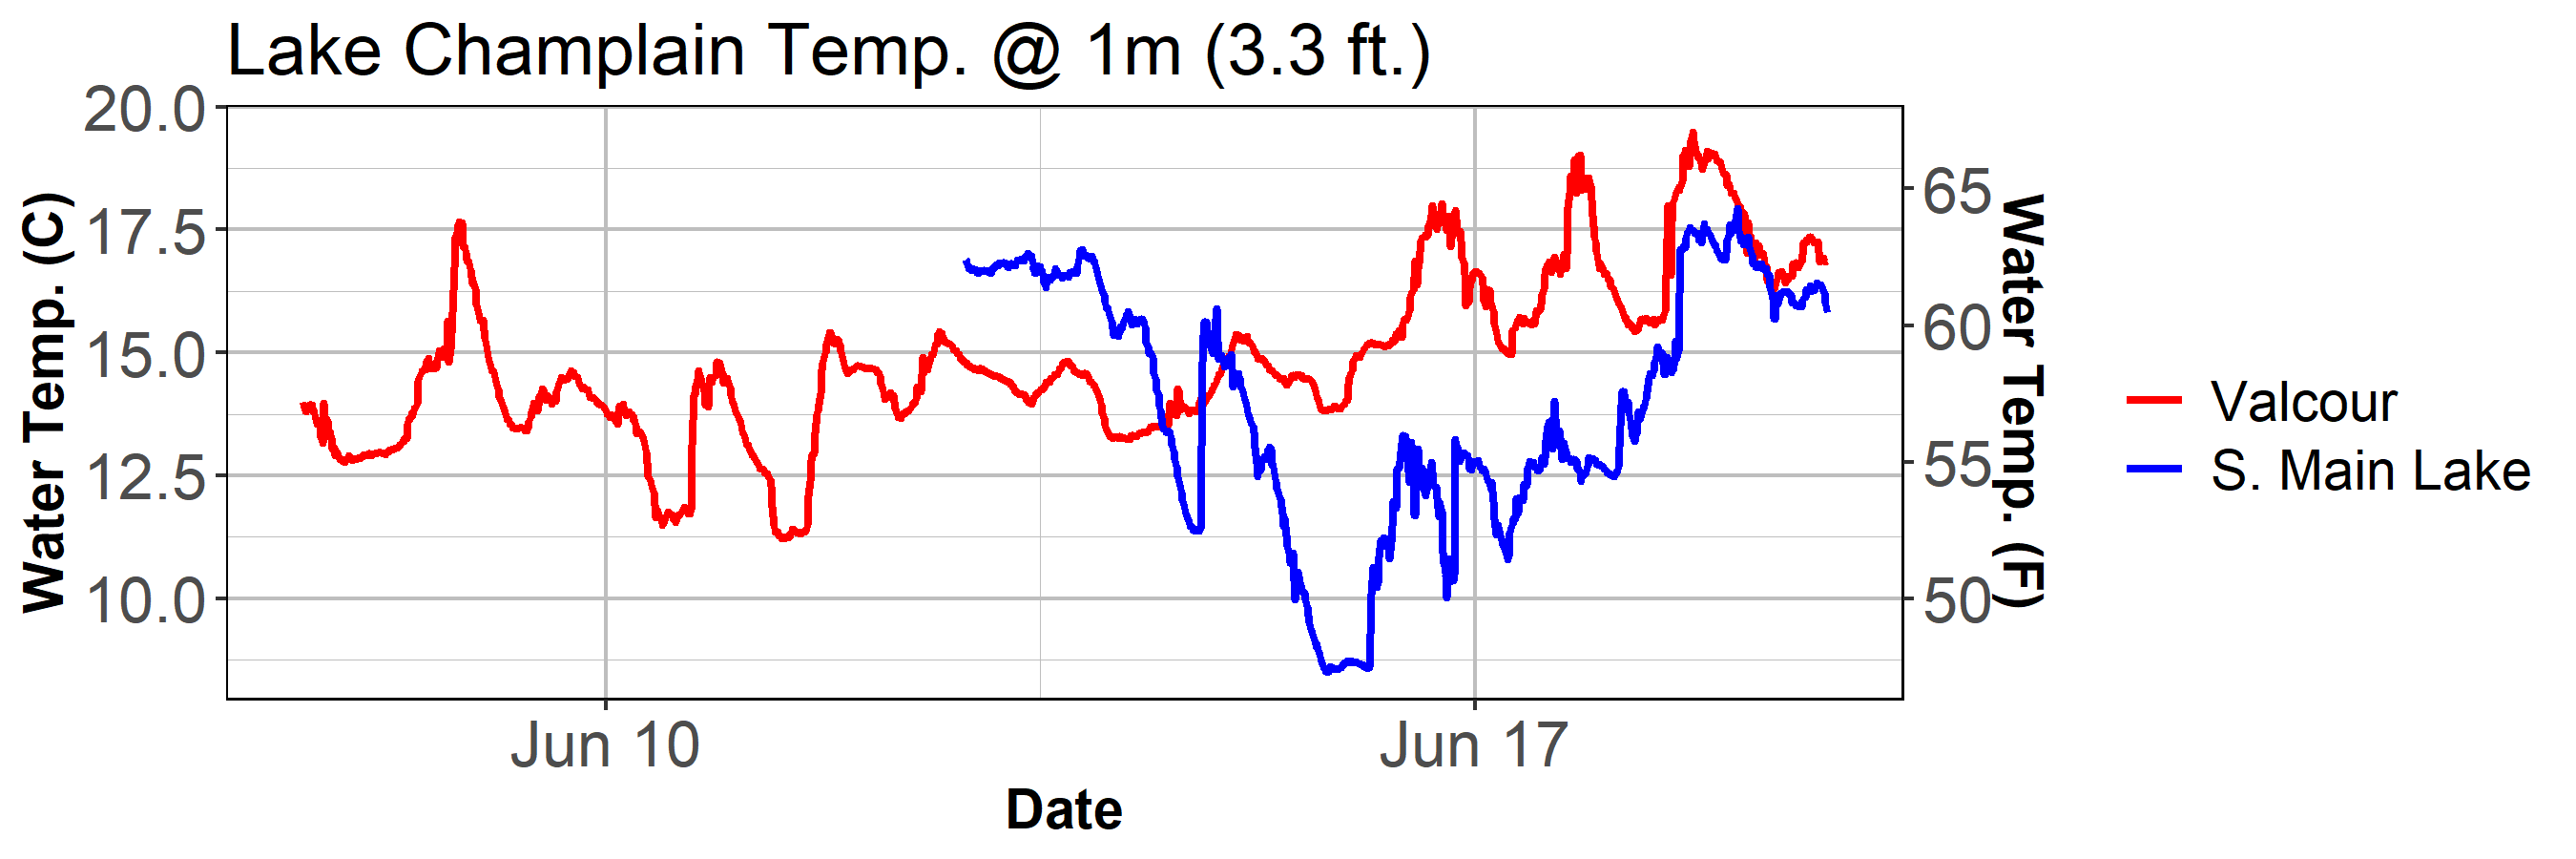 Lake Champlain Temp. @ 1m (3.3 ft.)
Water Temp. (C)
20.0
17.5
15.0
12.5
10.0
65
60
55
50
Water Temp. (F)
Jun 10
Jun 17
Date
Valcour
S. Main Lake